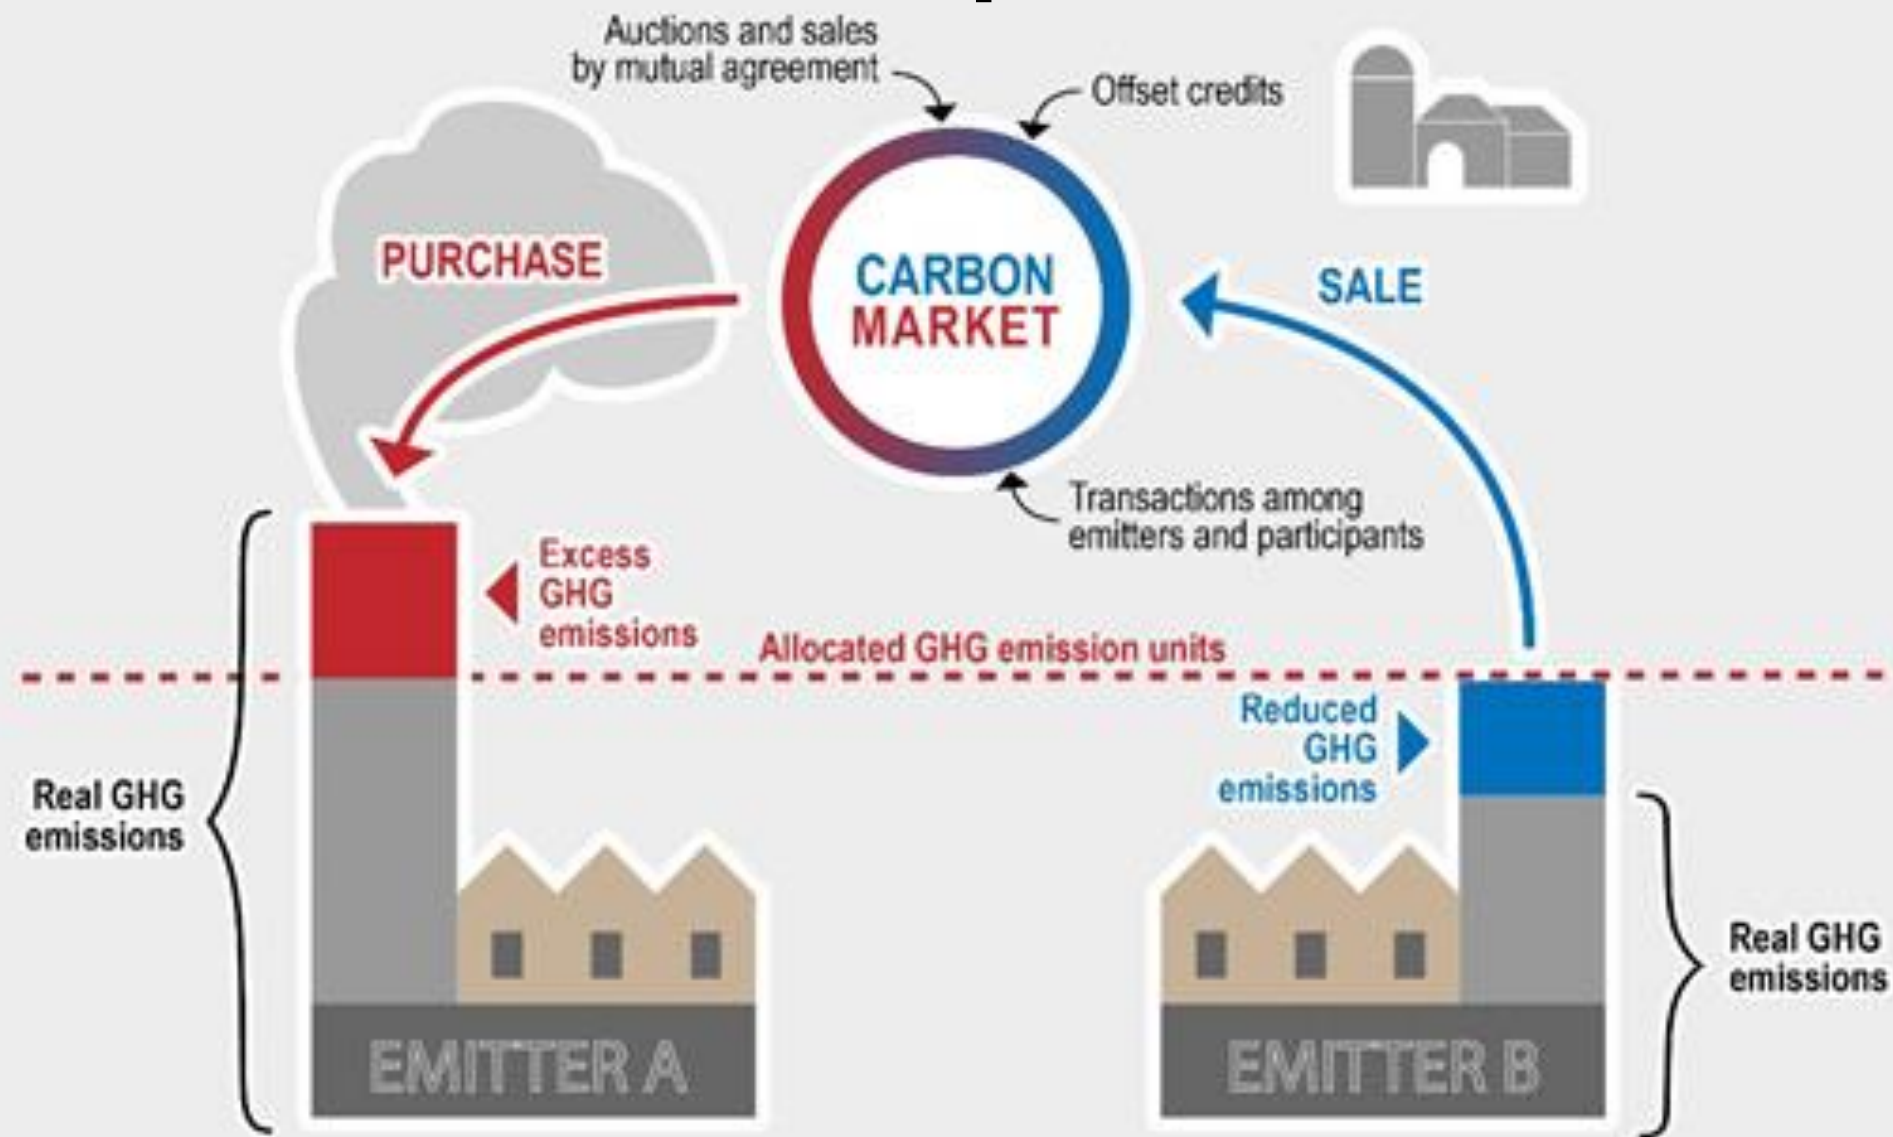 Auctions and sales
by mutual agreement
Offset credits
PURCHASE
CARBON
MARKET
SALE
Transactions among
emitters and participants
Excess
GHG
emissions
Allocated GHG emission units
Reduced
GHG
emissions
Real GHG
emissions
Real GHG
emissions
EMITTER A
EMITTER B